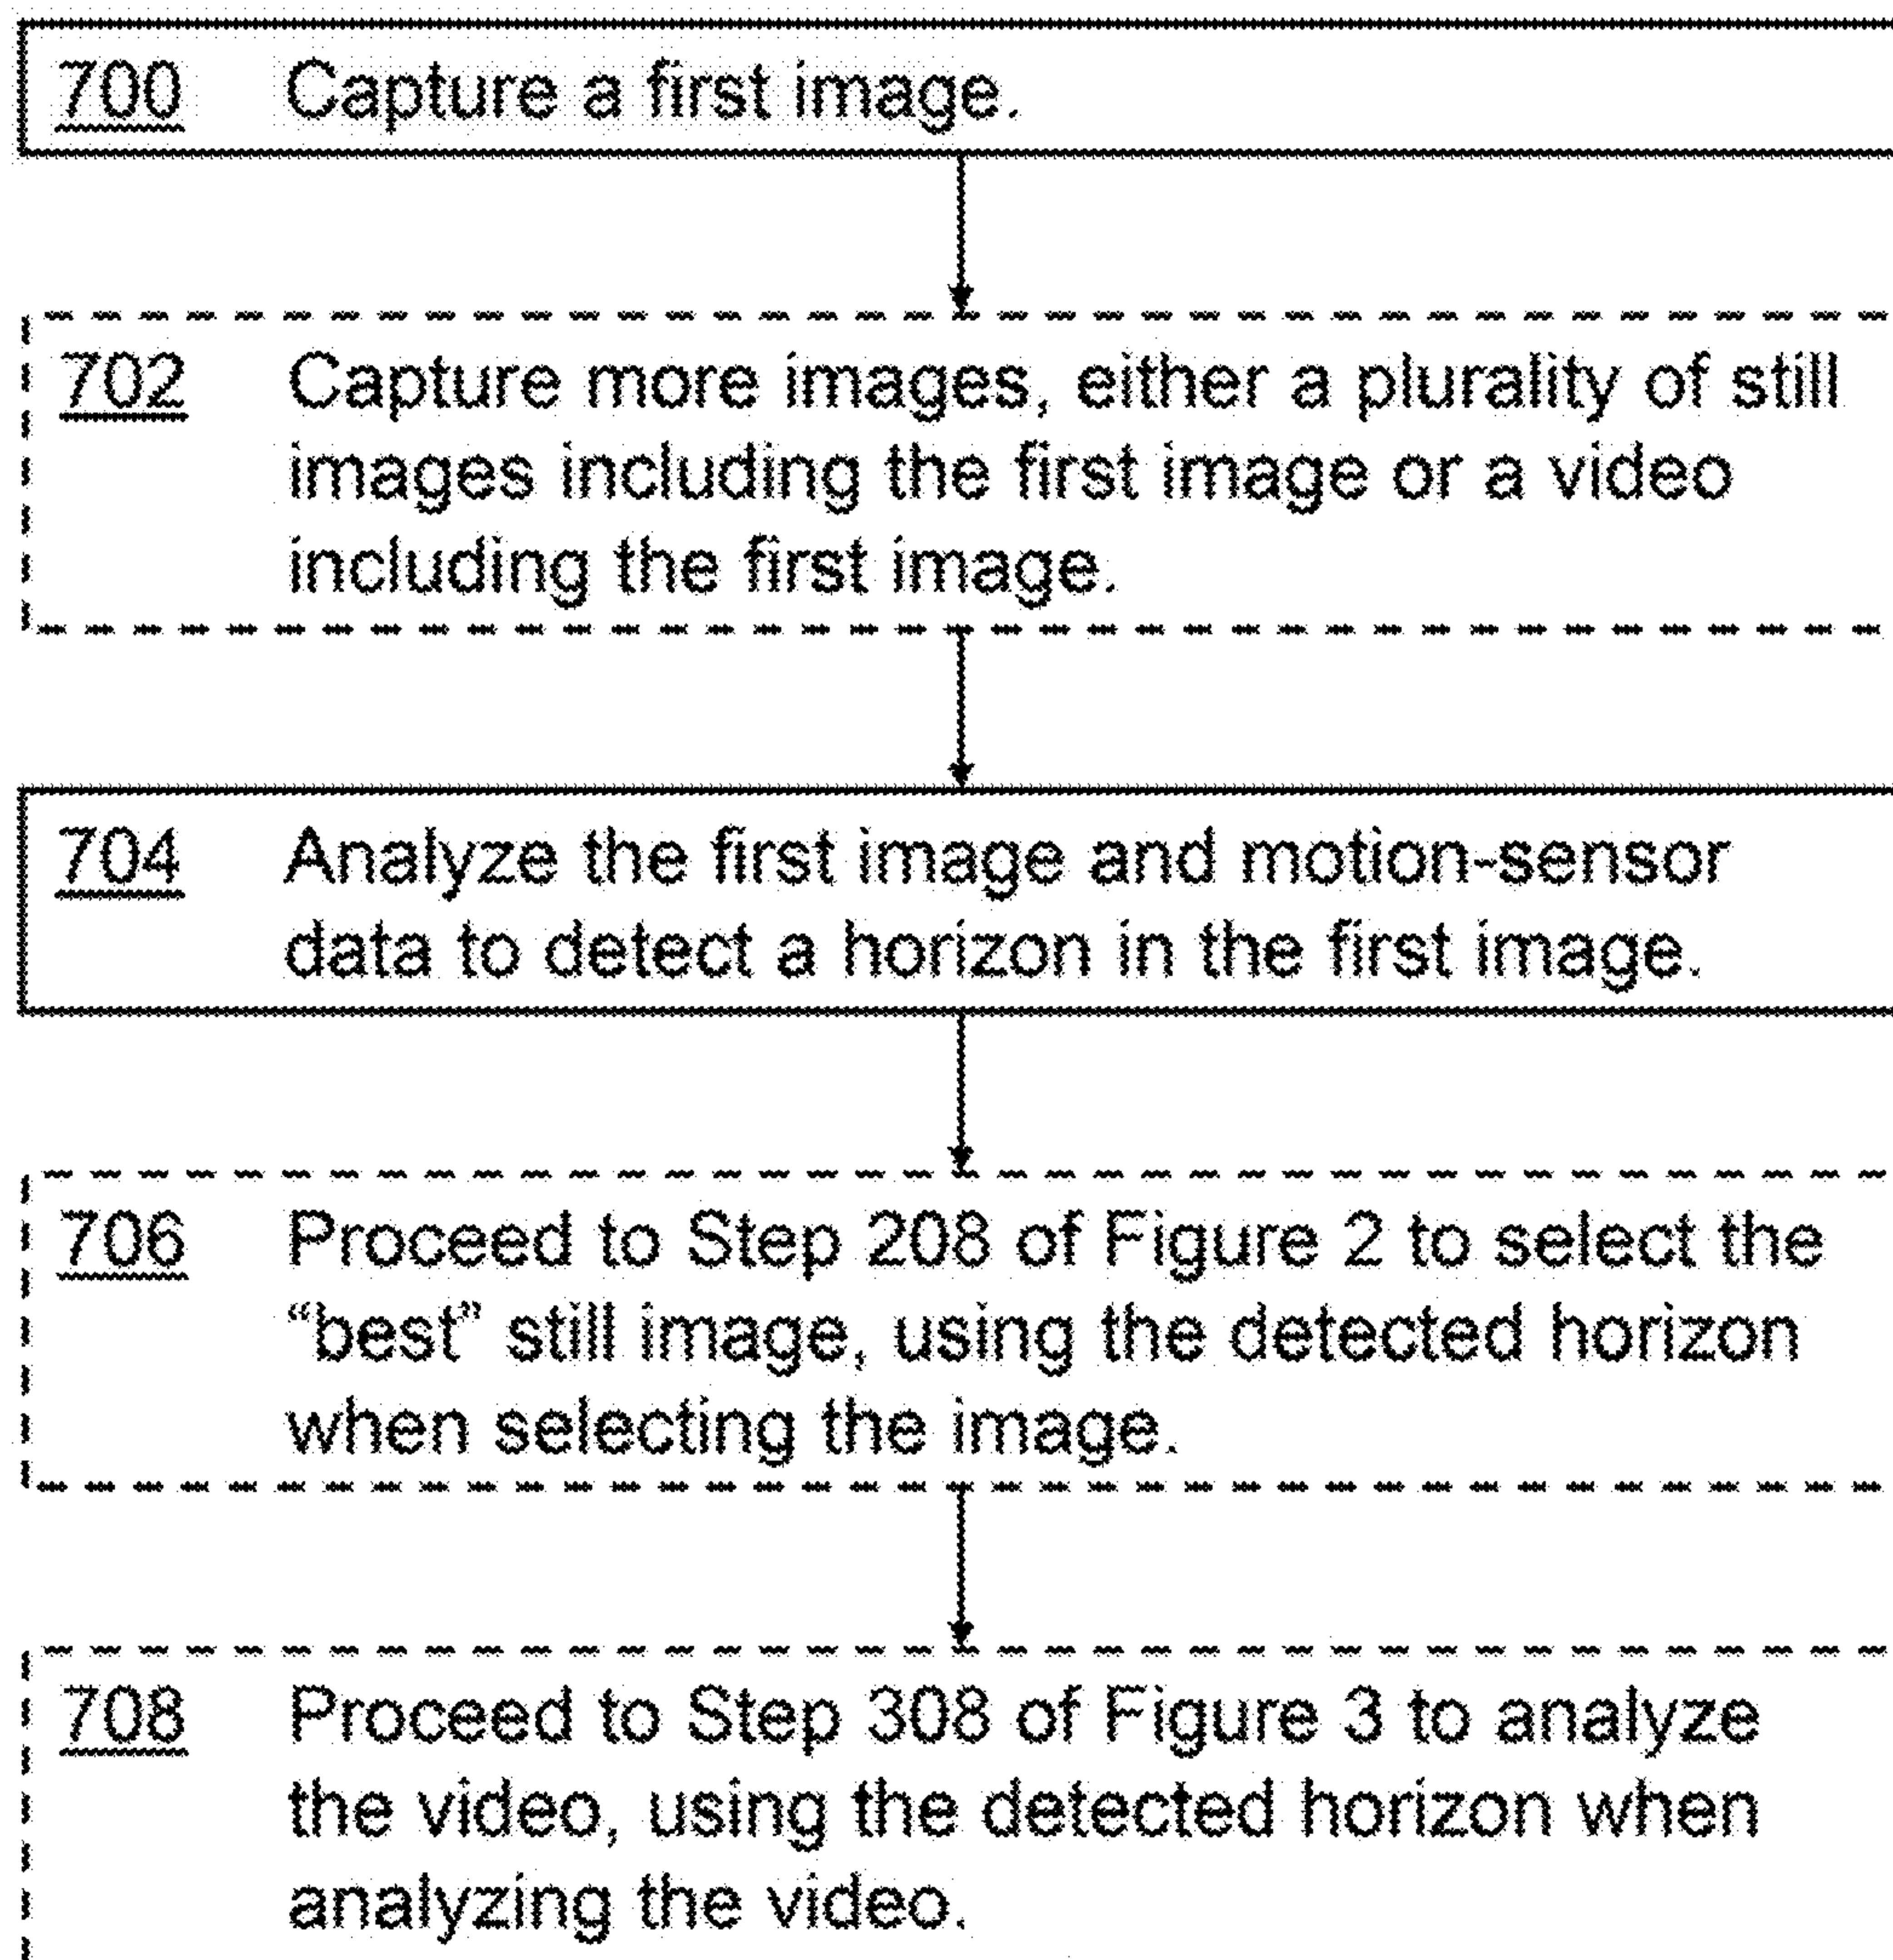 700 Capture a first image.
702 Capture more images, either a plurality of still
images including the first image or a video
including the first image.
704 Analyze the first image and motion-sensor
data to detect a horizon in the first image.
706 Proceed to Step 208 of Figure 2 to select the
“best” still image, using the detected horizon
when selecting the image.
708 Proceed to Step 308 of Figure 3 to analyze
the video, using the detected horizon when
analyzing the video.